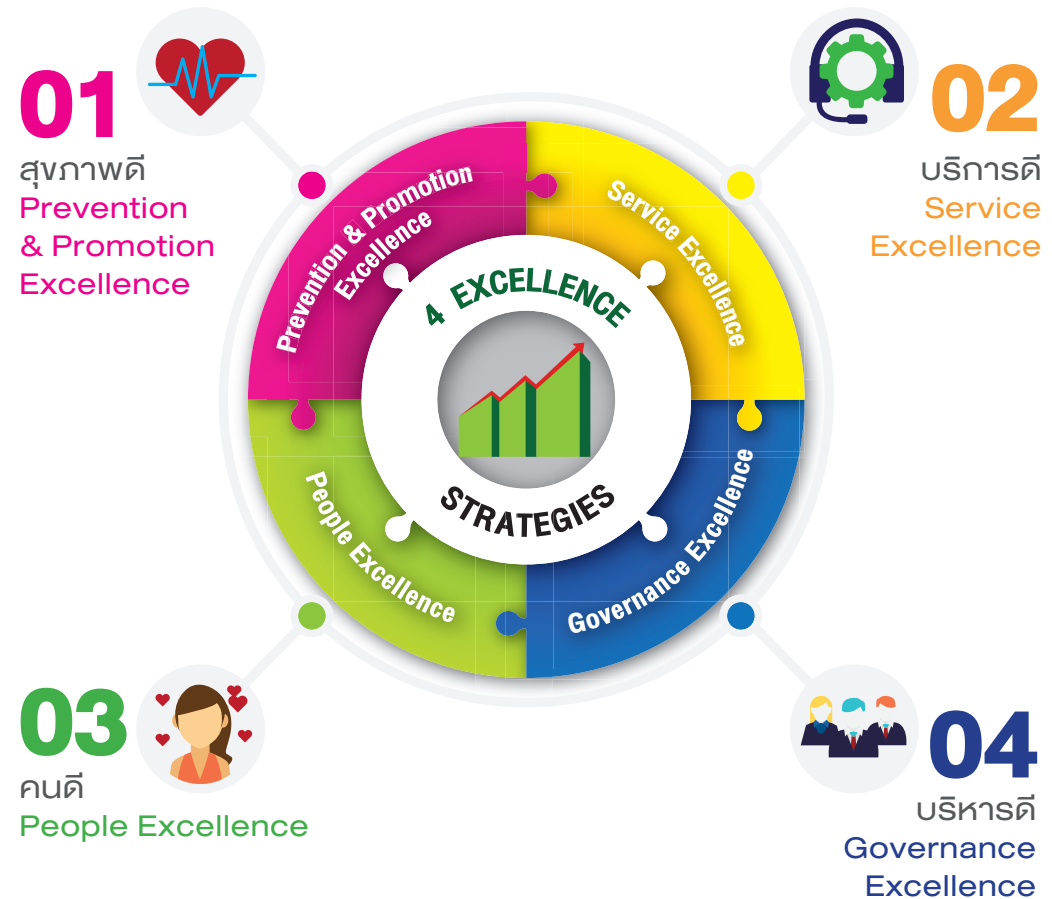 01
สุขภาพดี
Prevention
& Promotion
Excellence
02
บริการดี
Service
Excellence
Prevention & Promotion
Excellence
Service Excellence
4 EXCELLENCE
STRATEGIES
People Excellence
Governance Excellence
03
คนดี
People Excellence
04
บริหารดี
Governance
Excellence